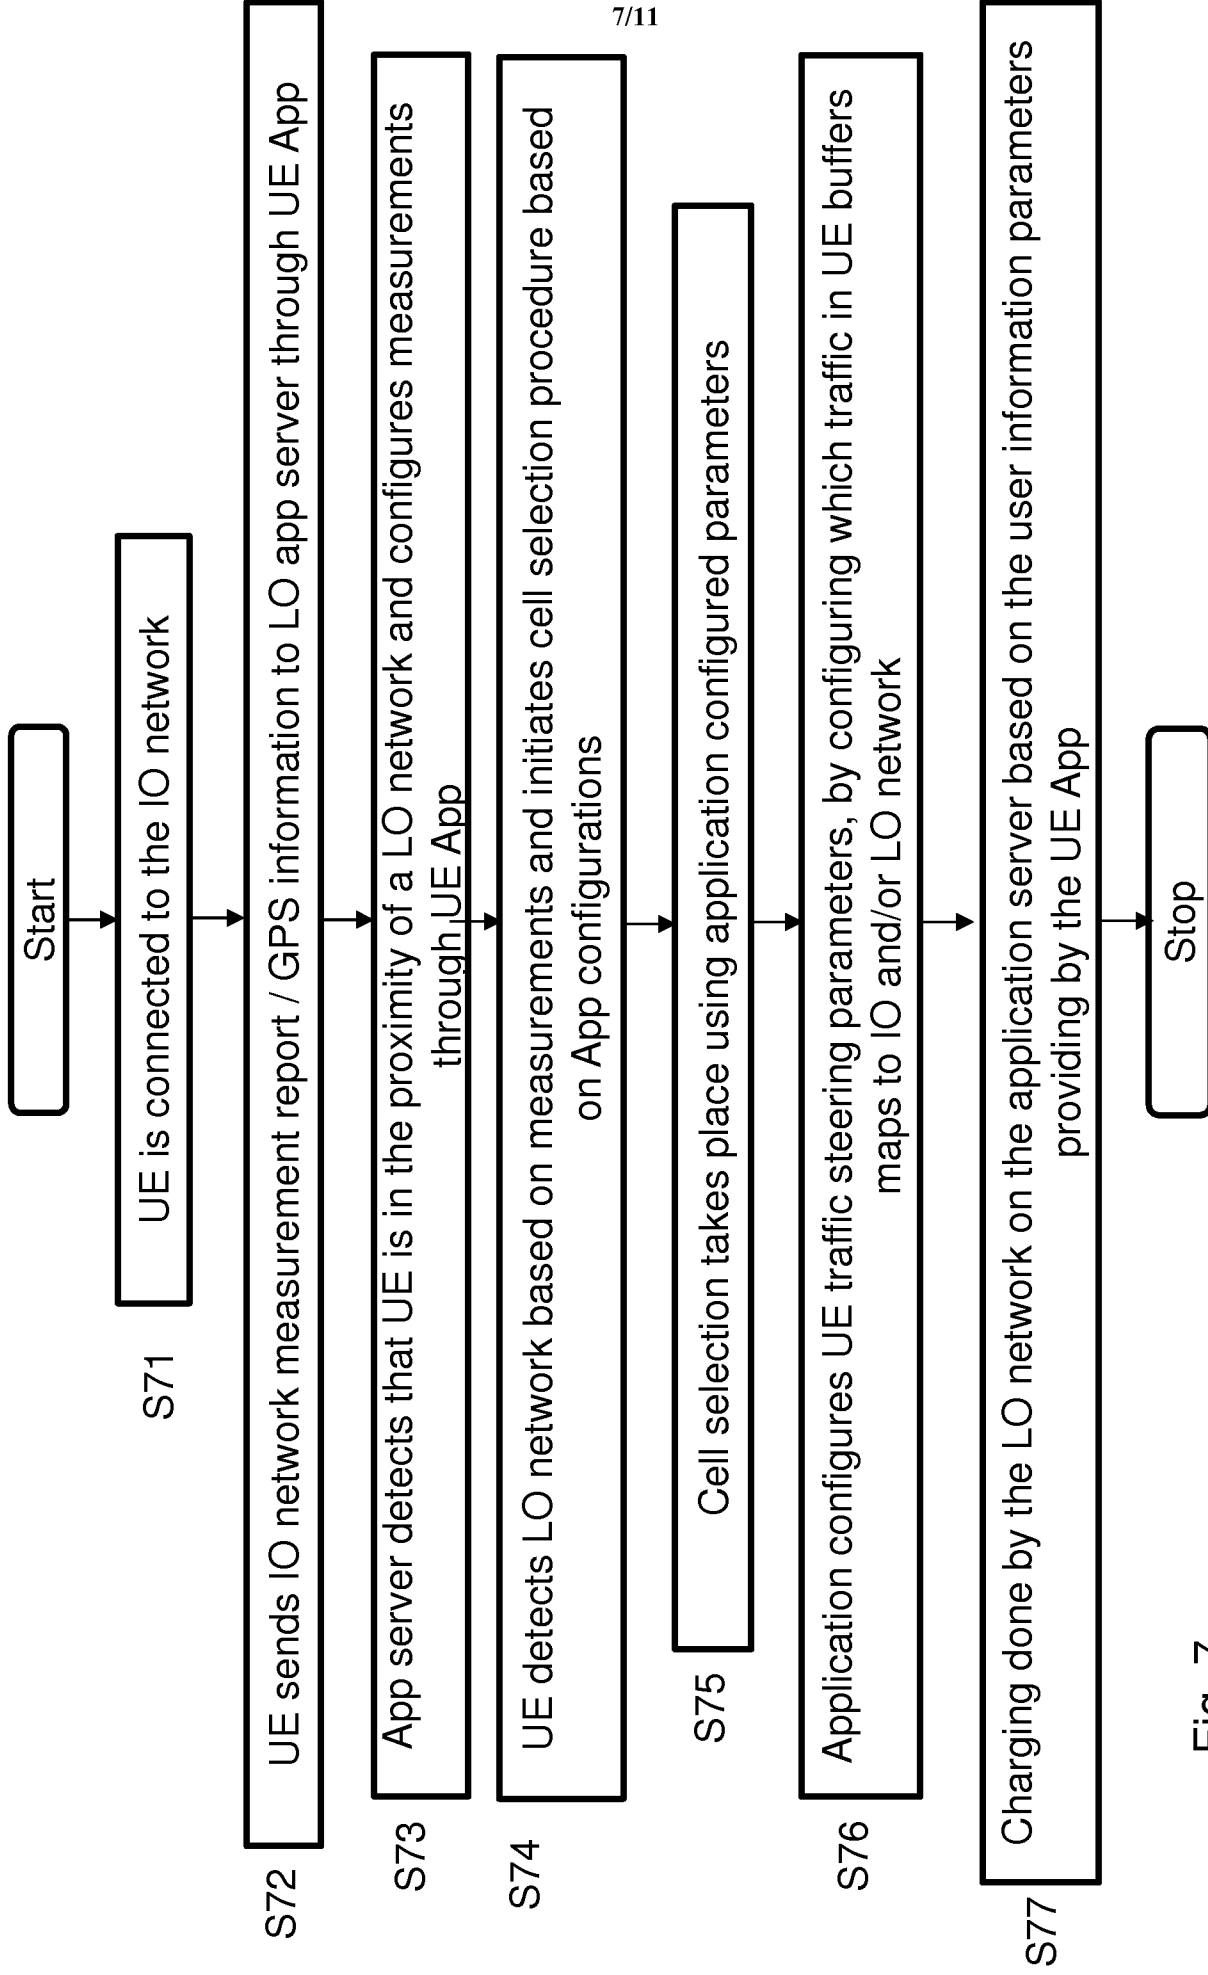 7/11
Start
S71
UE is connected to the IO network
S72
UE sends IO network measurement report / GPS information to LO app server through UE App
S73
App server detects that UE is in the proximity of a LO network and configures measurements
through UE App
S74
UE detects LO network based on measurements and initiates cell selection procedure based
on App configurations
S75
Cell selection takes place using application configured parameters
S76
Application configures UE traffic steering parameters, by configuring which traffic in UE buffers
maps to IO and/or LO network
S77
Charging done by the LO network on the application server based on the user information parameters
providing by the UE App
Stop
Fig. 7